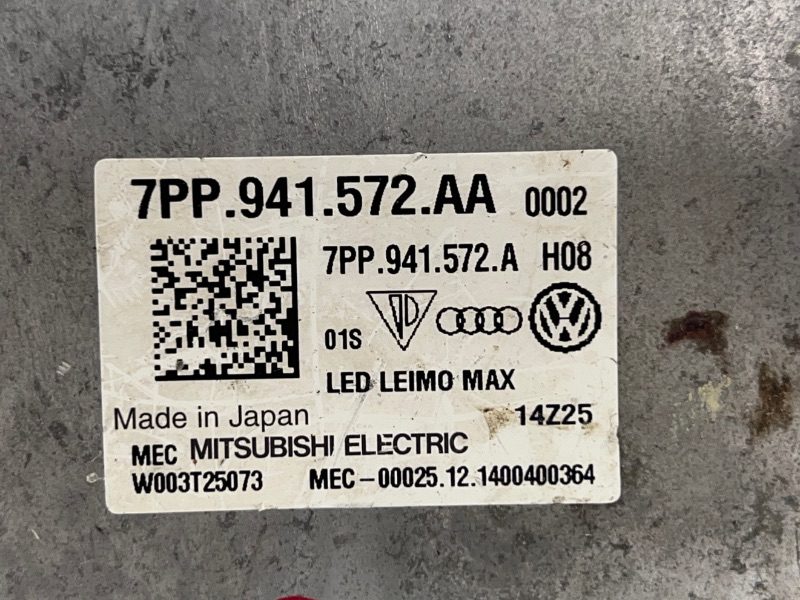 7PP.941.572.AA 0002
7PP.941.572.A H08
01S
LED LEIMO MAX
Made in Japan 14Z25
MEC MITSUBISHI ELECTRIC
W003T25073 MEC-00025.12.1400400364